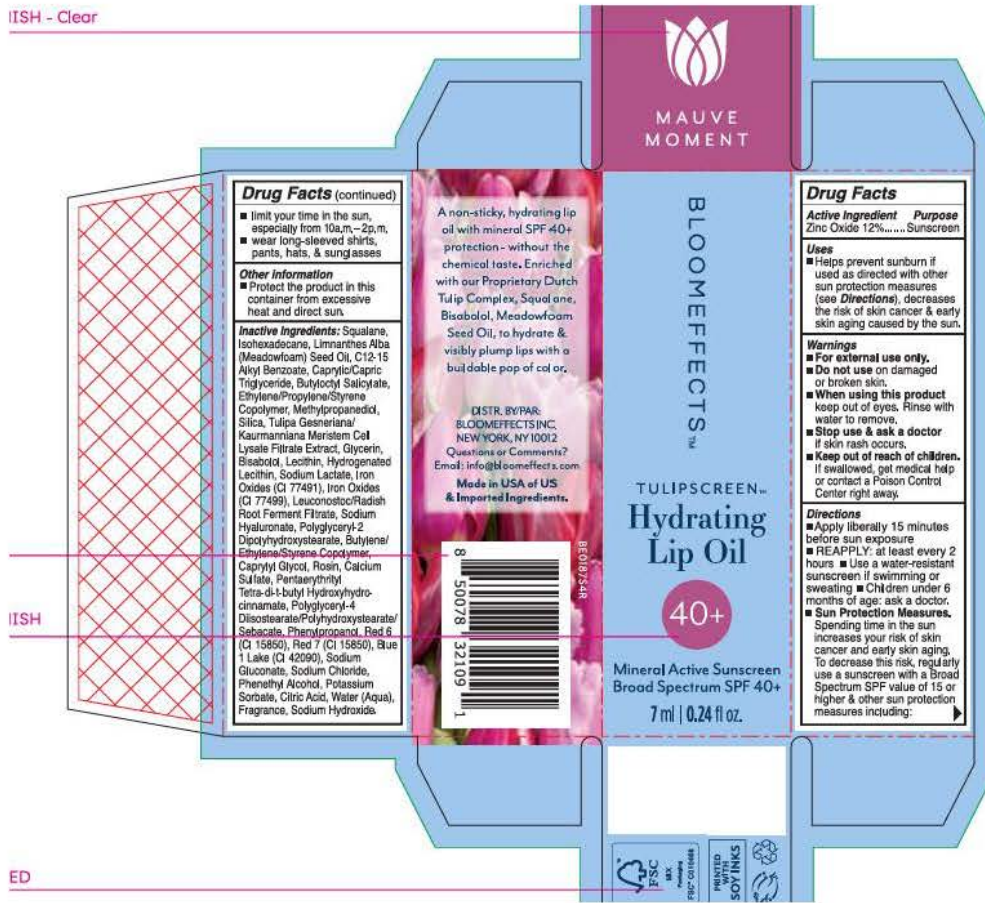 NISH - Clear
MAUVE
MOMENT
Drug Facts (continued)
■ limit your time in the sun,
especially from 10a,m,–2p,m,
■ wear long-sleeved shirts,
pants, hats, & sunglasses
Other information
■ Protect the product in this
container from excessive
heat and direct sun.
Inactive Ingredients: Squalane,
Isohexadecane, Limnanthes Alba
(Meadowfoam) Seed Oil, C12-15
Alkyl Benzoate, Caprylic/Capric
Triglyceride, Butyloctyl Salicylate,
Ethylene/Propylene/Styrene
Copolymer, Methylpropanediol,
Silica, Tulipa Gesneriana/
Kaurmanniana Meristem Cell
Lysate Filtrate Extract, Glycerin,
Bisabolol, Lecithin, Hydrogenated
Lecithin, Sodium Lactate, Iron
Oxides (CI 77491), Iron Oxides
(CI 77499), Leuconostoc/Radish
Root Ferment Filtrate, Sodium
Hyaluronate, Polyglyceryl-2
Dipolyhydroxystearate, Butylene/
Ethylene/Styrene Copolymer,
Caprylyl Glycol, Rosin, Calcium
Sulfate, Pentaerythrityl
Tetra-di-t-butyl Hydroxyhydro-
cinnamate, Polyglyceryl-4
Diisostearate/Polyhydroxystearate/
Sebacate, Phenylpropanol, Red 6
(CI 15850), Red 7 (CI 15850), Blue
1 Lake (CI 42090), Sodium
Gluconate, Sodium Chloride,
Phenethyl Alcohol, Potassium
Sorbate, Citric Acid, Water (Aqua),
Fragrance, Sodium Hydroxide.
A non-sticky, hydrating lip
oil with mineral SPF 40+
protection - without the
chemical taste. Enriched
with our Proprietary Dutch
Tulip Complex, Squalane,
Bisabolol, Meadowfoam
Seed Oil, to hydrate &
visibly plump lips with a
buildable pop of color.
DISTR. BY/PAR:
BLOOMEFFECTS INC.
NEW YORK, NY 10012
Questions or Comments?
Email: info@bloomeffects.com
Made in USA of US
& Imported Ingredients.
BE0187S4R
8 50078 32109 1
BLOOMEFFECTS™
TULIPSCREEN™
Hydrating
Lip Oil
40+
Mineral Active Sunscreen
Broad Spectrum SPF 40+
7 ml | 0.24 fl oz.
Drug Facts
Active Ingredient Purpose
Zinc Oxide 12%.......Sunscreen
Uses
■ Helps prevent sunburn if
used as directed with other
sun protection measures
(see Directions), decreases
the risk of skin cancer & early
skin aging caused by the sun.
Warnings
■ For external use only.
■ Do not use on damaged
or broken skin.
■ When using this product
keep out of eyes. Rinse with
water to remove.
■ Stop use & ask a doctor
if skin rash occurs.
■ Keep out of reach of children.
If swallowed, get medical help
or contact a Poison Control
Center right away.
Directions
■ Apply liberally 15 minutes
before sun exposure
■ REAPPLY: at least every 2
hours ■ Use a water-resistant
sunscreen if swimming or
sweating ■ Children under 6
months of age: ask a doctor.
■ Sun Protection Measures.
Spending time in the sun
increases your risk of skin
cancer and early skin aging.
To decrease this risk, regularly
use a sunscreen with a Broad
Spectrum SPF value of 15 or
higher & other sun protection
measures including:
NISH
ED
FSC
MIX
Packaging
PRINTED
WITH
SOY INKS